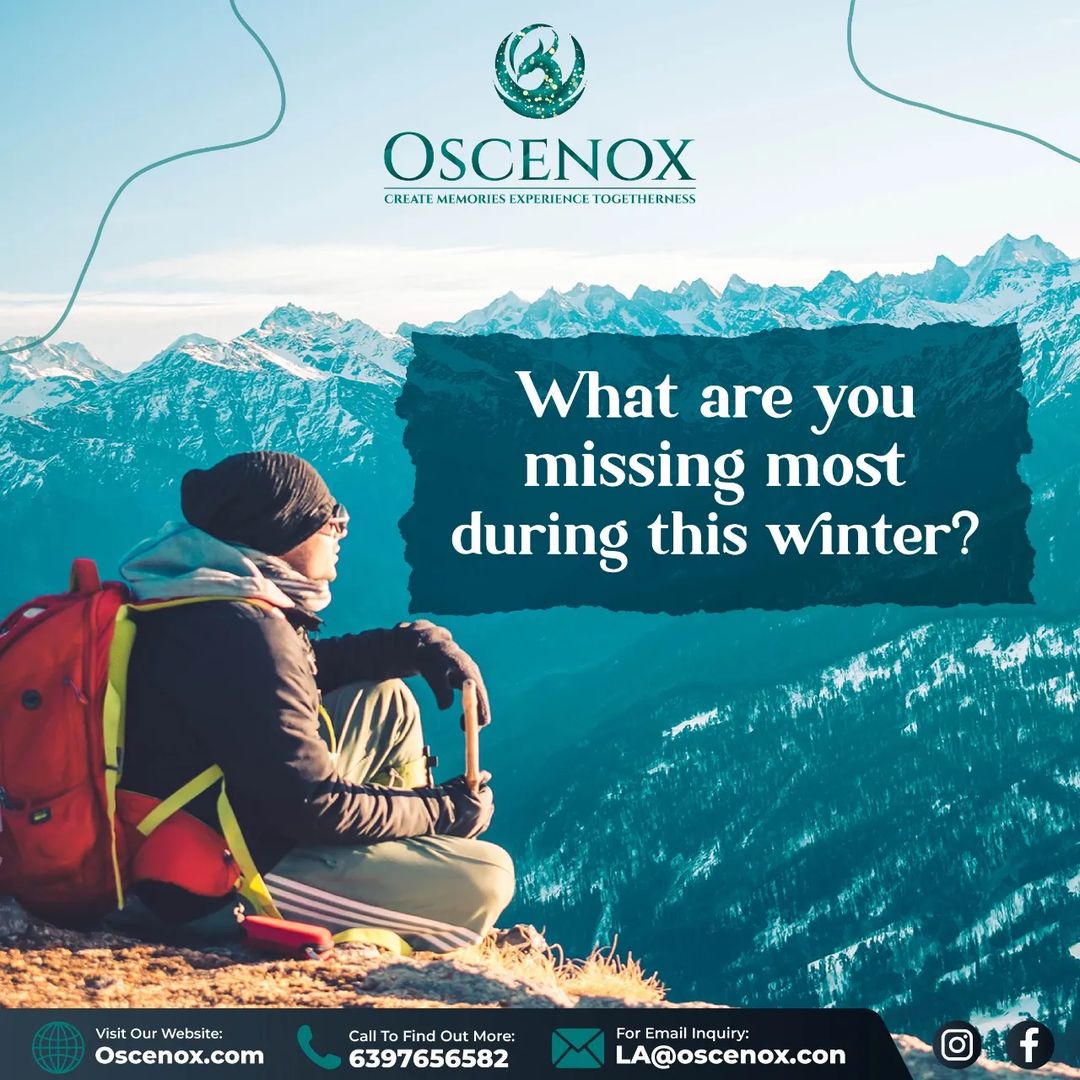 OSCENOX
CREATE MEMORIES EXPERIENCE TOGETHERNESS
What are you
missing most
during this winter?
Visit Our Website:
Oscenox.com
Call To Find Out More:
6397656582
For Email Inquiry:
LA@oscenox.con